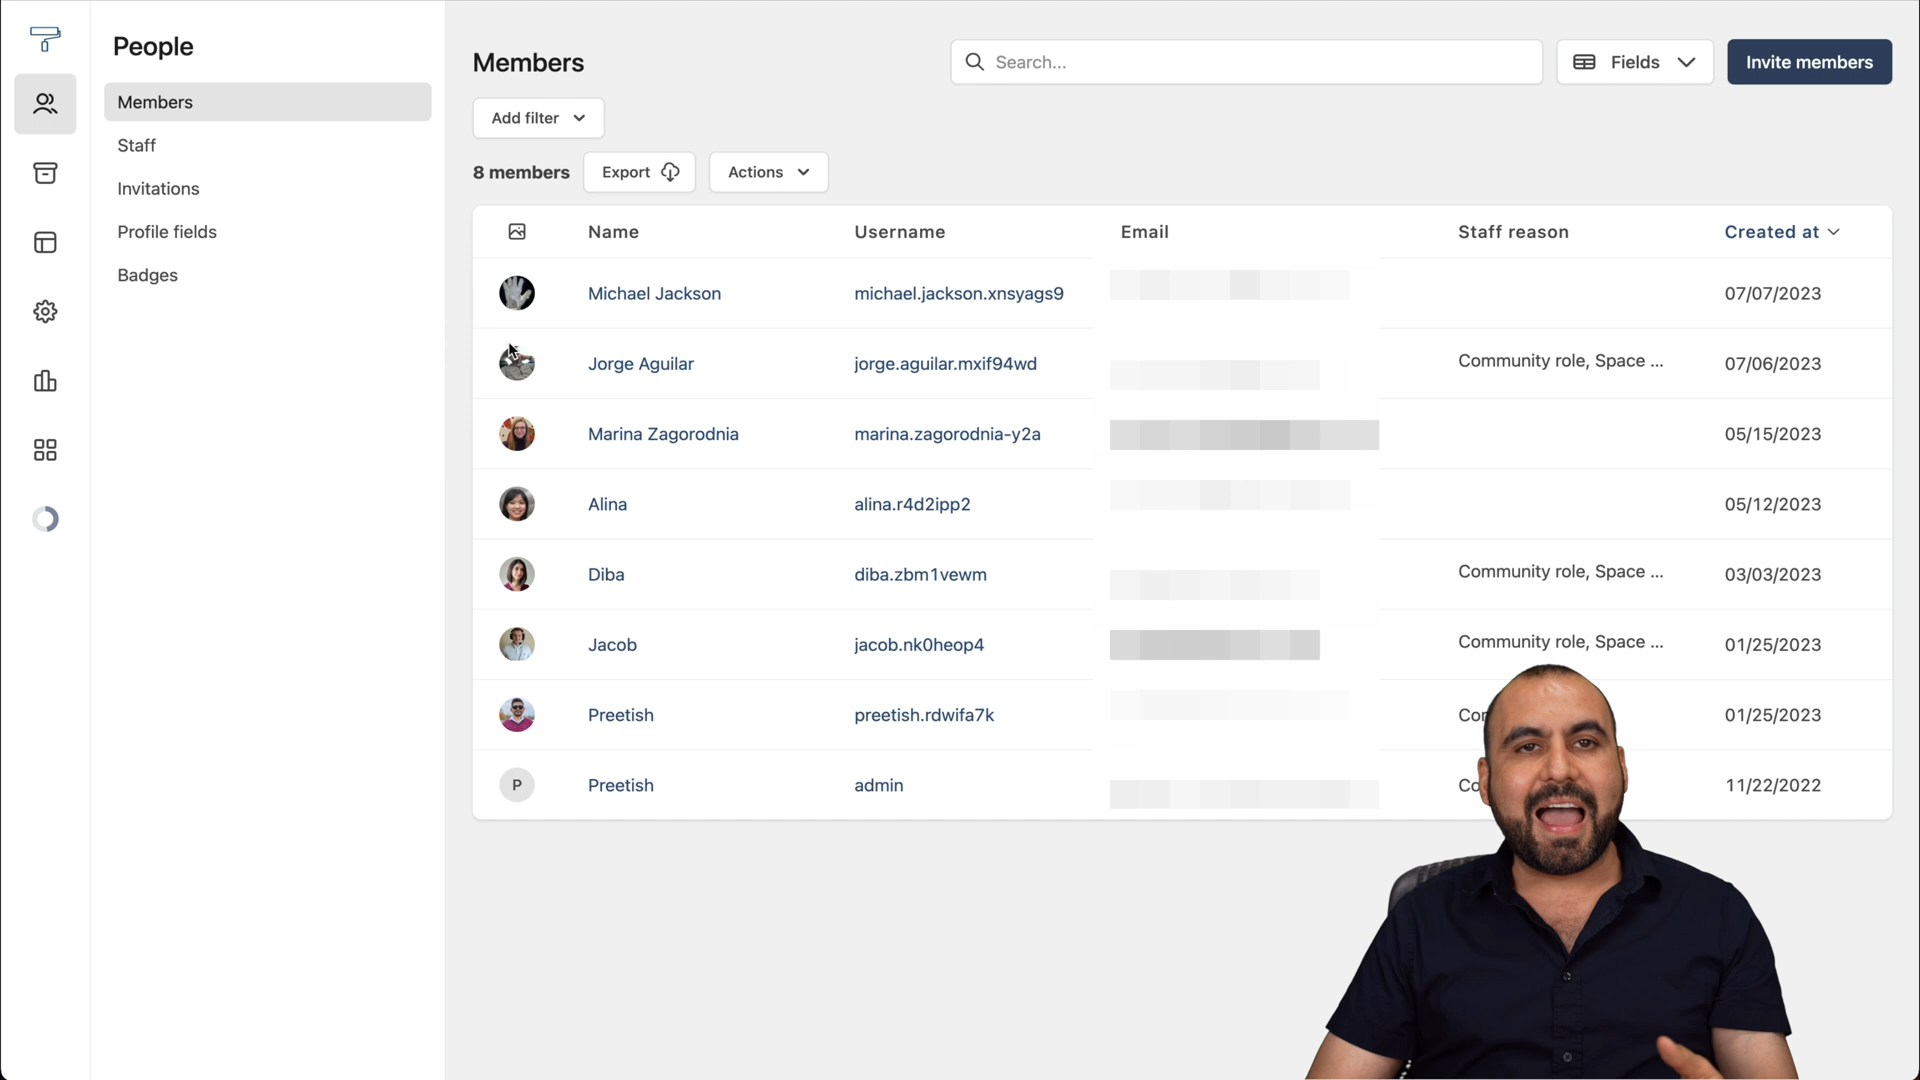 People
Members
Staff
Invitations
Profile fields
Badges
Members
Search...
Fields
Invite members
Add filter
8 members
Export
Actions
Name Username Email Staff reason Created at
Michael Jackson michael.jackson.xnsyags9 07/07/2023
Jorge Aguilar jorge.aguilar.mxif94wd Community role, Space ... 07/06/2023
Marina Zagorodnia marina.zagorodnia-y2a 05/15/2023
Alina alina.r4d2ipp2 05/12/2023
Diba diba.zbm1vewm Community role, Space ... 03/03/2023
Jacob jacob.nk0heop4 Community role, Space ... 01/25/2023
Preetish preetish.rdwifa7k 01/25/2023
P Preetish admin 11/22/2022